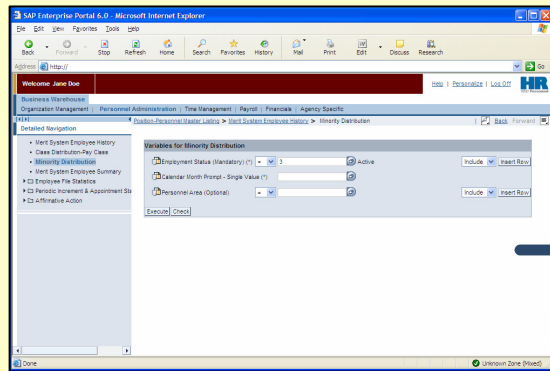 SAP Enterprise Portal 6.0 - Microsoft Internet Explorer
File Edit View Favorites Tools Help
Back Forward Stop Refresh Home Search Favorites History Mail Print Edit Discuss Research
Address http:// Go
Welcome Jane Doe Help | Personalize | Log Off HR
Business Warehouse
Organization Management | Personnel Administration | Time Management | Payroll | Financials | Agency Specific
Position-Personnel Master Listing > Merit System Employee History > Minority Distribution | Back Forward
Detailed Navigation
Merit System Employee History
Class Distribution-Pay Class
Minority Distribution
Merit System Employee Summary
Employee File Statistics
Periodic Increment & Appointment Sta
Affirmative Action
Variables for Minority Distribution
Employment Status (Mandatory) (*) = 3 Active Include Insert Row
Calendar Month Prompt - Single Value (*)
Personnel Area (Optional) = Include Insert Row
Execute Check
Done Unknown Zone (Mixed)